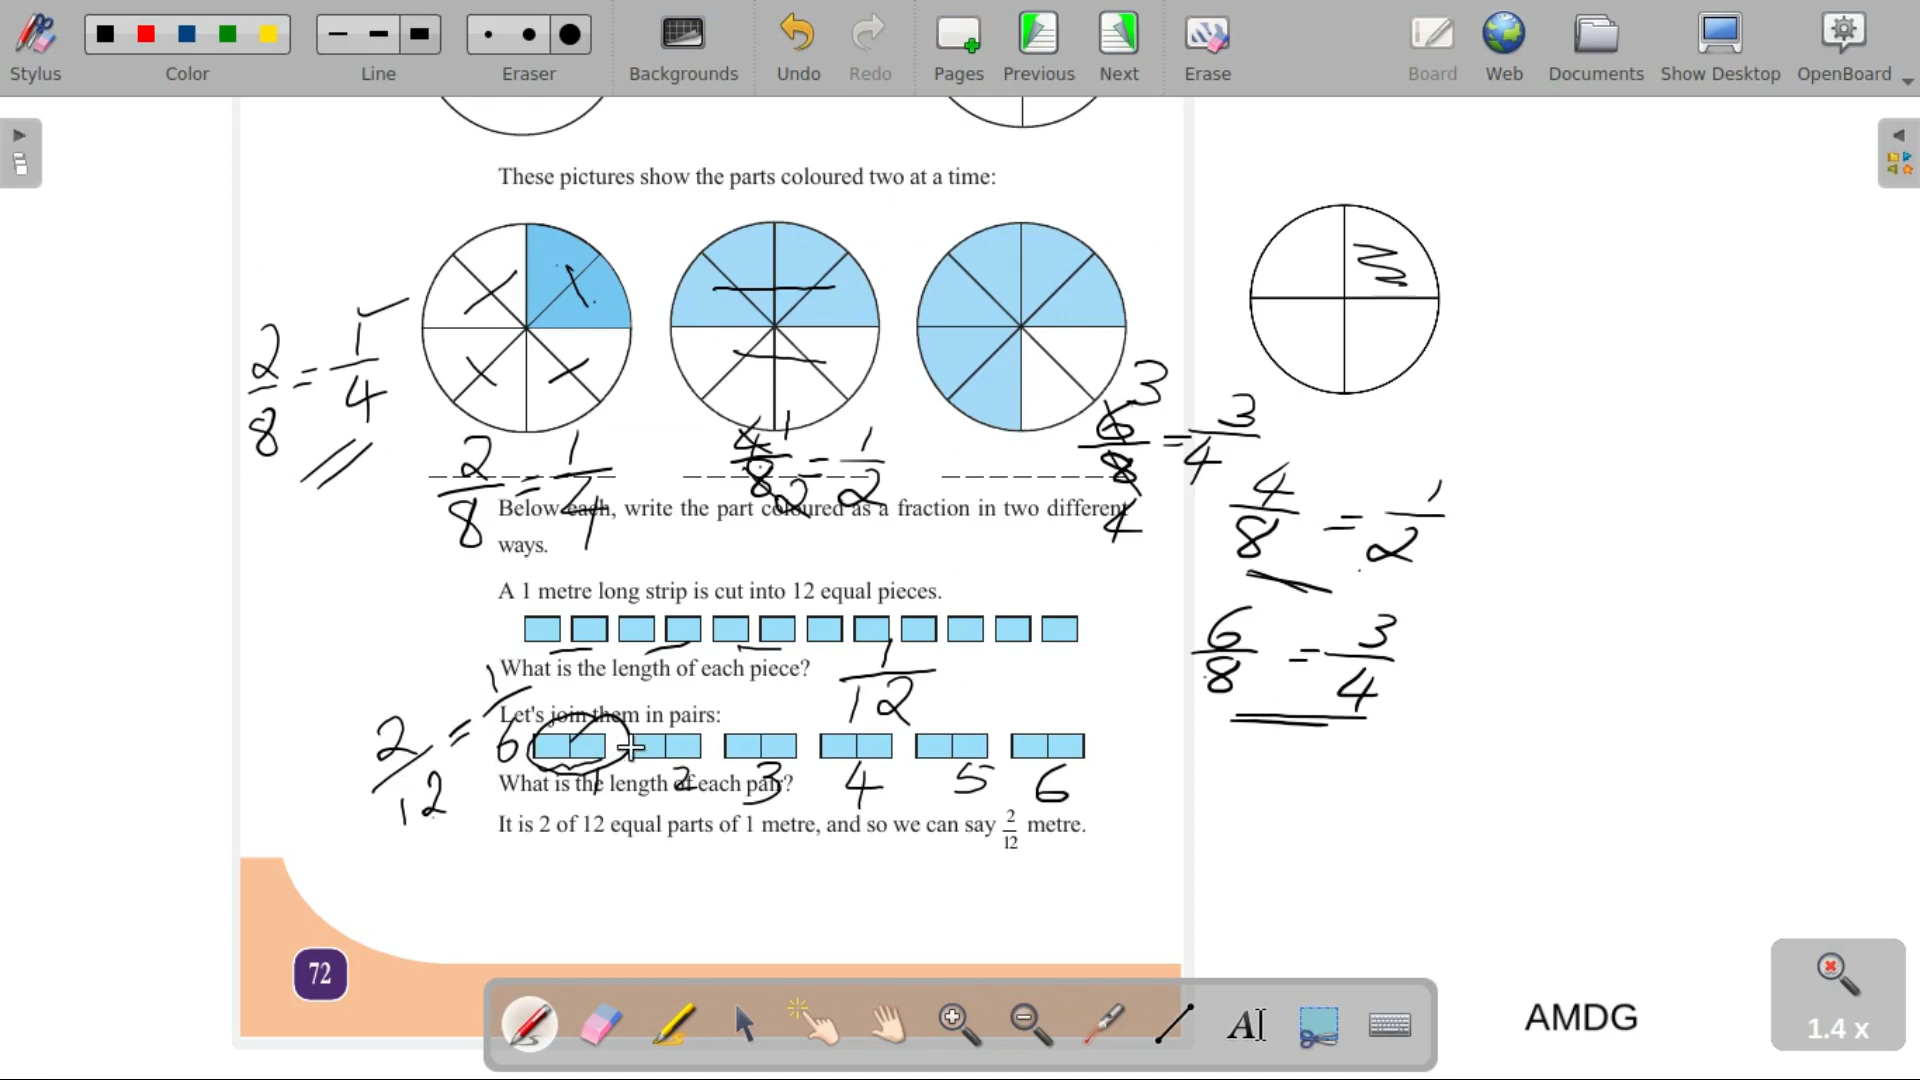 Stylus
Color
Line
Eraser
Backgrounds
Undo
Redo
Pages
Previous
Next
Erase
Board
Web
Documents
Show Desktop
OpenBoard
These pictures show the parts coloured two at a time:
2/8 = 1/4
2/8 = 1/4
4/8 1/2 = 1/2
6/8 3/4 = 3/4
Below each, write the part coloured as a fraction in two different
ways.
4/8 = 1/2
A 1 metre long strip is cut into 12 equal pieces.
6/8 = 3/4
What is the length of each piece? 1/12
Let's join them in pairs:
2/12 = 1/6
1 2 3 4 5 6
What is the length of each pair?
It is 2 of 12 equal parts of 1 metre, and so we can say 2/12 metre.
72
AMDG
1.4 x